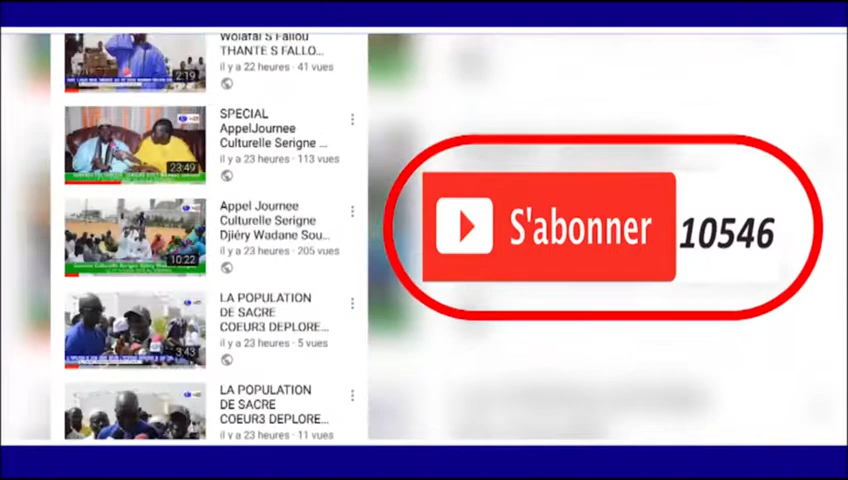 Wolofal S Fallou
THANTE S FALLO...
il y a 22 heures · 41 vues
2:19
SPECIAL
AppelJournee
Culturelle Serigne ...
il y a 23 heures · 113 vues
23:49
Appel Journee
Culturelle Serigne
Djiéry Wadane Sou...
il y a 23 heures · 205 vues
10:22
LA POPULATION
DE SACRE
COEUR3 DEPLORE...
il y a 23 heures · 5 vues
3:43
LA POPULATION
DE SACRE
COEUR3 DEPLORE...
il y a 23 heures · 11 vues
S'abonner
10546